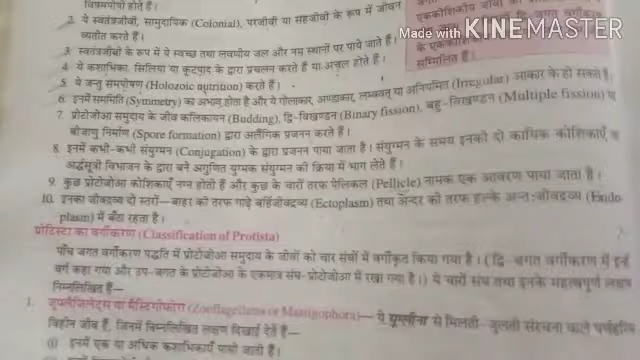 विषमपोषी होते हैं।
2. ये स्वतंत्रजीवी, सामुदायिक (Colonial), परजीवी या सहजीवी के रूप में जीवन
व्यतीत करते हैं।
3. स्वतंत्रजीवी के रूप में ये स्वच्छ तथा लवणीय जल और नम स्थानों पर पाये जाते हैं।
4. ये कशाभिका, सिलिया या कूटपाद के द्वारा प्रचलन करते हैं या अचल होते हैं।
5. ये जन्तु समपोषण (Holozoic nutrition) करते हैं।
6. इनमें सममिति (Symmetry) का अभाव होता है और ये गोलाकार, अण्डाकार, लम्बवत् या अनियमित (Irregular) आकार के हो सकते हैं।
7. प्रोटोजोआ समुदाय के जीव कलिकायन (Budding), द्वि-विखण्डन (Binary fission), बहु-विखण्डन (Multiple fission) या
बीजाणु निर्माण (Spore formation) द्वारा अलैंगिक प्रजनन करते हैं।
8. इनमें कभी-कभी संयुग्मन (Conjugation) के द्वारा प्रजनन पाया जाता है। संयुग्मन के समय इनकी दो कायिक कोशिकाएँ
अर्द्धसूत्री विभाजन के द्वारा बने अगुणित युग्मक संयुग्मन की क्रिया में भाग लेते हैं।
9. कुछ प्रोटोजोआ कोशिकाएँ नग्न होती हैं और कुछ के चारों तरफ पेलिकल (Pellicle) नामक एक आवरण पाया जाता है।
10. इनका जीवद्रव्य दो स्तरों—बाहर की तरफ गाढ़े बर्हिजीवद्रव्य (Ectoplasm) तथा अन्दर की तरफ हल्के अन्त:जीवद्रव्य (Endo
plasm) में बँटा रहता है।
प्रोटिस्टा का वर्गीकरण (Classification of Protista)
पाँच जगत वर्गीकरण पद्धति में प्रोटोजोआ समुदाय के जीवों को चार संघों में वर्गीकृत किया गया है। (द्वि-जगत वर्गीकरण में इन्हें
वर्ग कहा गया और उप-जगत के प्रोटोजोआ के एकमात्र संघ-प्रोटोजोआ में रखा गया है।) ये चारों संघ तथा इनके महत्वपूर्ण लक्षण
निम्नलिखित हैं—
1. जूफ्लैजिलेट्स या मैस्टिगोफोरा (Zooflagellates or Mastigophora)— ये यूग्लीना से मिलती-जुलती संरचना वाले पर्णहरिम
विहीन जीव हैं, जिनमें निम्नलिखित लक्षण दिखाई देते हैं—
(i) इनमें एक या अधिक कशाभिकाएँ पायी जाती हैं।
एककोशिकीय जीवों को
के एककोशिकीय
सम्मिलित हैं।
Made with KINEMASTER